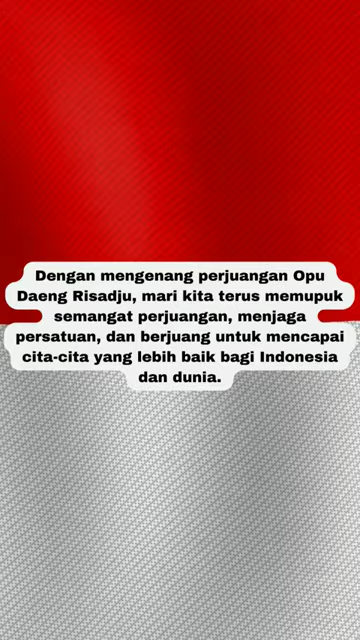 Dengan mengenang perjuangan Opu
Daeng Risadju, mari kita terus memupuk
semangat perjuangan, menjaga
persatuan, dan berjuang untuk mencapai
cita-cita yang lebih baik bagi Indonesia
dan dunia.